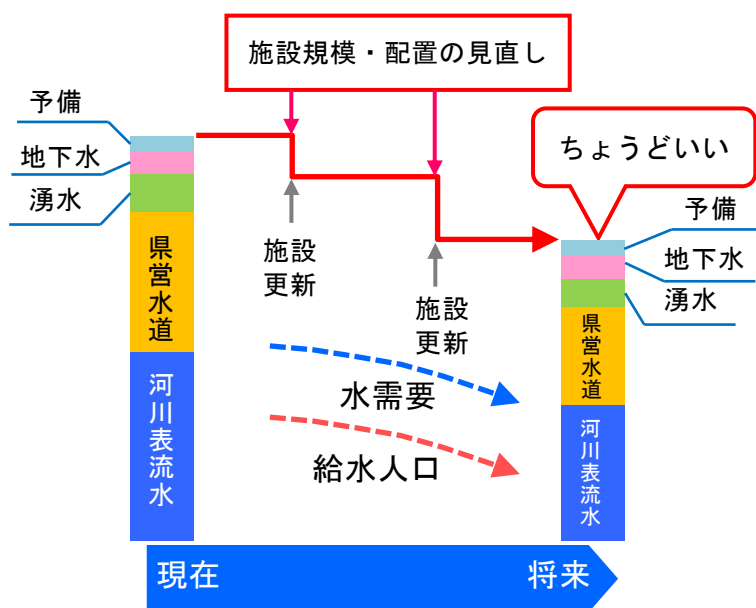 施設規模・配置の見直し
予備
地下水
湧水
県営水道
河川表流水
施設
更新
施設
更新
ちょうどいい
予備
地下水
湧水
県営水道
河川表流水
水需要
給水人口
現在
将来